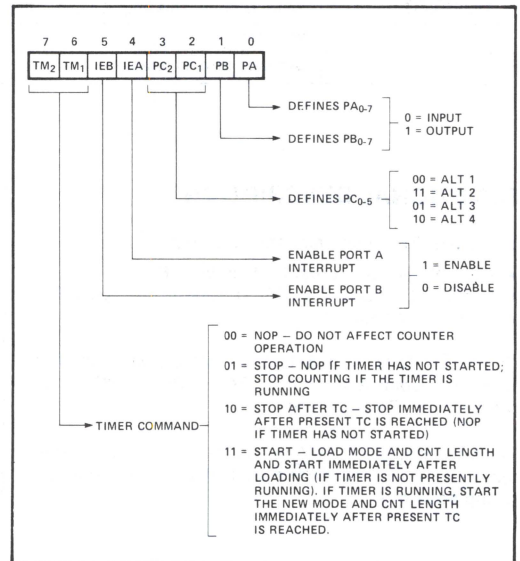 7 6 5 4 3 2 1 0
TM2 TM1 IEB IEA PC2 PC1 PB PA
DEFINES PA0-7
DEFINES PB0-7
0 = INPUT
1 = OUTPUT
DEFINES PC0-5
00 = ALT 1
11 = ALT 2
01 = ALT 3
10 = ALT 4
ENABLE PORT A
INTERRUPT
ENABLE PORT B
INTERRUPT
1 = ENABLE
0 = DISABLE
TIMER COMMAND
00 = NOP – DO NOT AFFECT COUNTER
OPERATION
01 = STOP – NOP IF TIMER HAS NOT STARTED;
STOP COUNTING IF THE TIMER IS
RUNNING
10 = STOP AFTER TC – STOP IMMEDIATELY
AFTER PRESENT TC IS REACHED (NOP
IF TIMER HAS NOT STARTED)
11 = START – LOAD MODE AND CNT LENGTH
AND START IMMEDIATELY AFTER
LOADING (IF TIMER IS NOT PRESENTLY
RUNNING). IF TIMER IS RUNNING, START
THE NEW MODE AND CNT LENGTH
IMMEDIATELY AFTER PRESENT TC
IS REACHED.